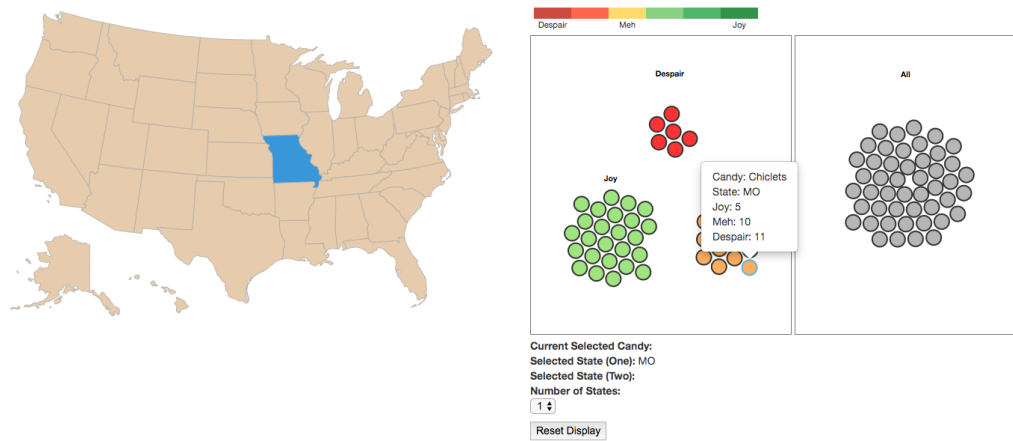 Despair Meh Joy
Despair
All
Joy
Candy: Chiclets
State: MO
Joy: 5
Meh: 10
Despair: 11
Current Selected Candy:
Selected State (One): MO
Selected State (Two):
Number of States:
1
Reset Display